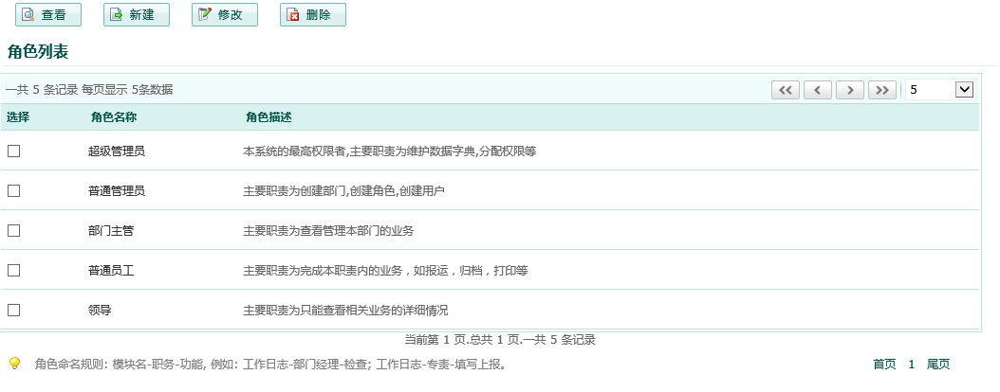 查看 新建 修改 删除
角色列表
一共 5 条记录 每页显示 5条数据 5
选择 角色名称 角色描述
超级管理员 本系统的最高权限者,主要职责为维护数据字典,分配权限等
普通管理员 主要职责为创建部门,创建角色,创建用户
部门主管 主要职责为查看管理本部门的业务
普通员工 主要职责为完成本职责内的业务，如报运，归档，打印等
领导 主要职责为只能查看相关业务的详细情况
当前第 1 页.总共 1 页.一共 5 条记录
角色命名规则: 模块名-职务-功能, 例如: 工作日志-部门经理-检查; 工作日志-专责-填写上报。 首页 1 尾页